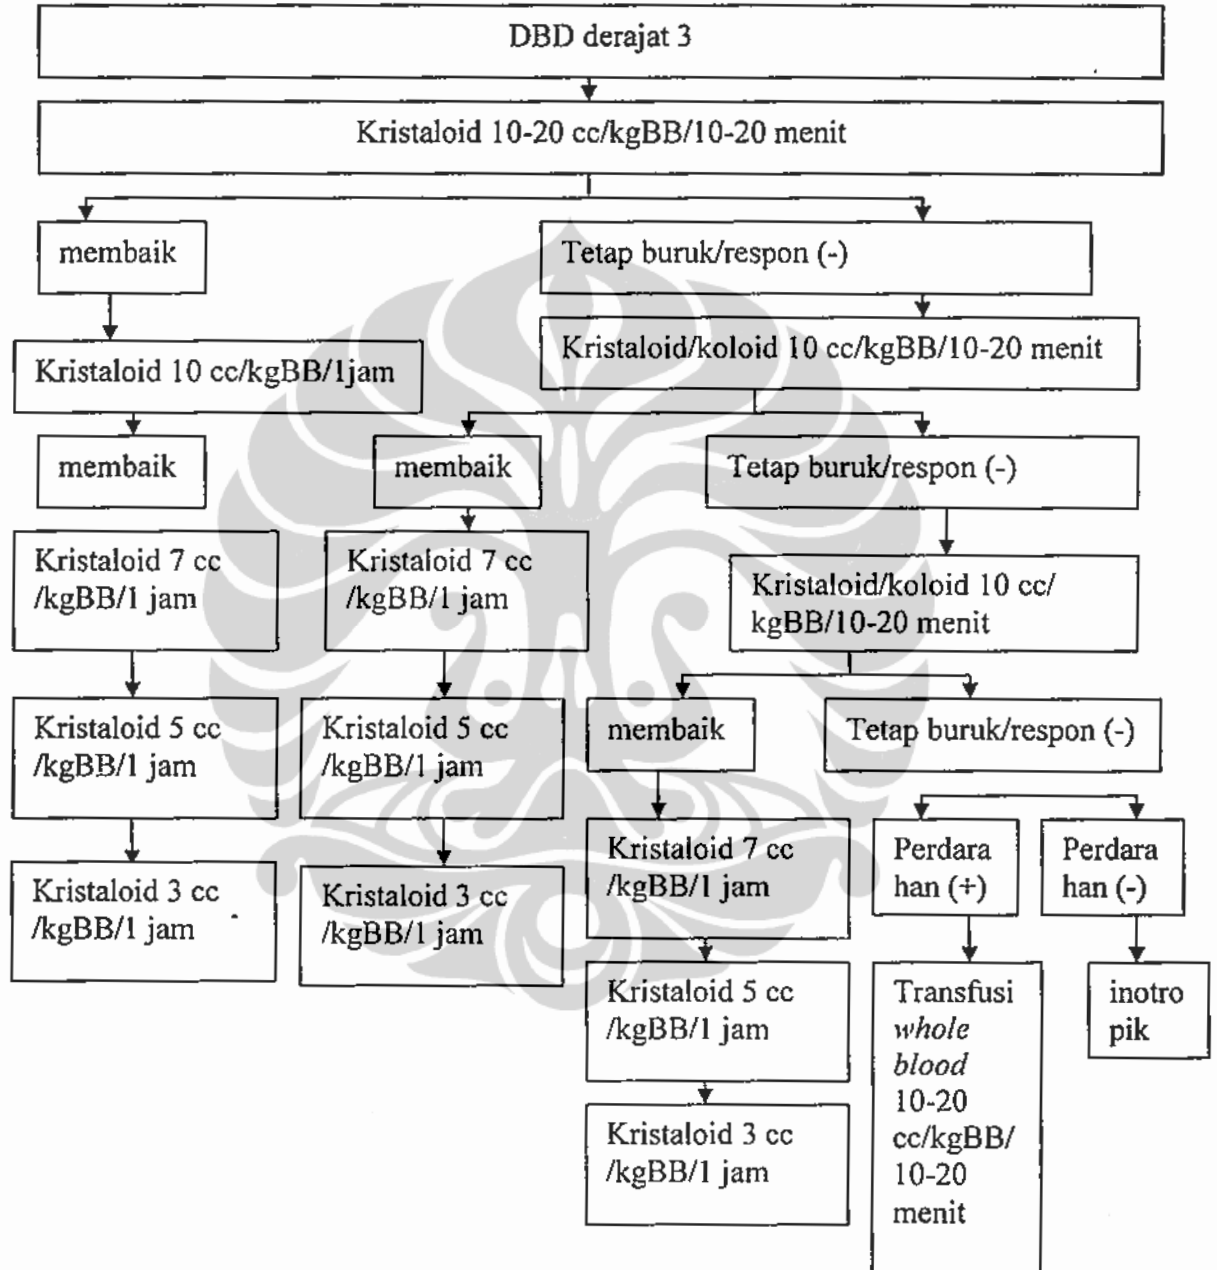 DBD derajat 3
Kristaloid 10-20 cc/kgBB/10-20 menit
membaik
Tetap buruk/respon (-)
Kristaloid 10 cc/kgBB/1jam
Kristaloid/koloid 10 cc/kgBB/10-20 menit
membaik
membaik
Tetap buruk/respon (-)
Kristaloid 7 cc
/kgBB/1 jam
Kristaloid 7 cc
/kgBB/1 jam
Kristaloid/koloid 10 cc/
kgBB/10-20 menit
Kristaloid 5 cc
/kgBB/1 jam
Kristaloid 5 cc
/kgBB/1 jam
membaik
Tetap buruk/respon (-)
Kristaloid 3 cc
/kgBB/1 jam
Kristaloid 3 cc
/kgBB/1 jam
Kristaloid 7 cc
/kgBB/1 jam
Perdara
han (+)
Perdara
han (-)
Kristaloid 5 cc
/kgBB/1 jam
Transfusi
whole
blood
10-20
cc/kgBB/
10-20
menit
inotro
pik
Kristaloid 3 cc
/kgBB/1 jam